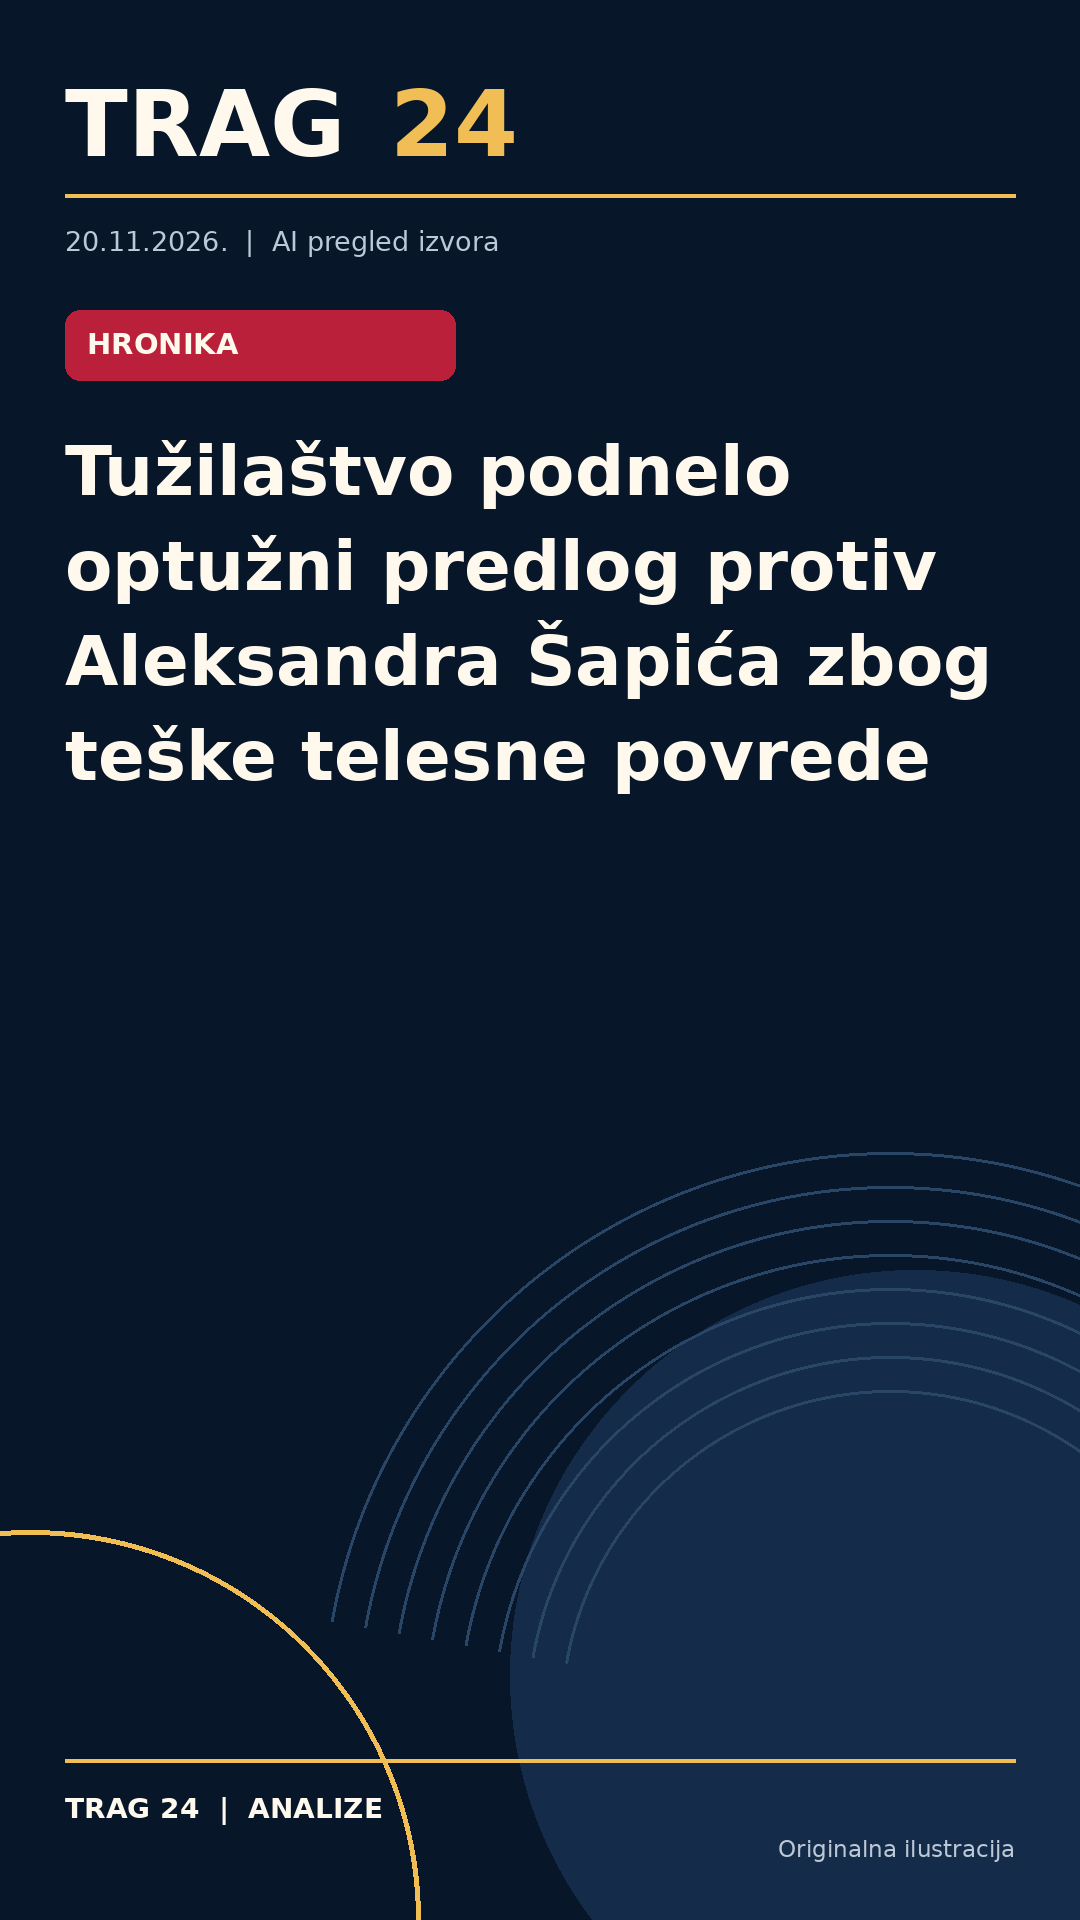 TRAG 24
20.11.2026. | AI pregled izvora
HRONIKA
Tužilaštvo podnelo
optužni predlog protiv
Aleksandra Šapića zbog
teške telesne povrede
TRAG 24 | ANALIZE
Originalna ilustracija